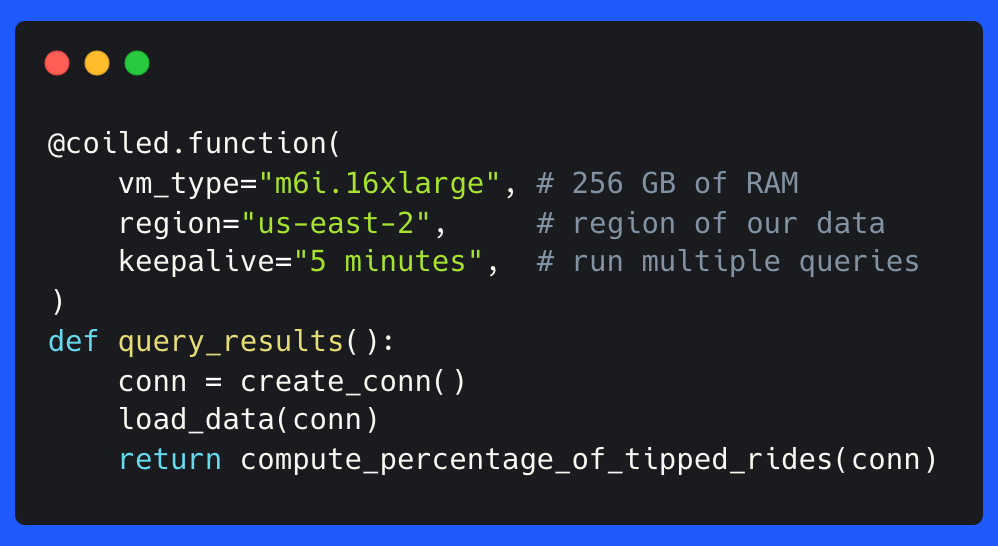 @coiled.function(
    vm_type="m6i.16xlarge", # 256 GB of RAM
    region="us-east-2",     # region of our data
    keepalive="5 minutes",  # run multiple queries
)
def query_results():
    conn = create_conn()
    load_data(conn)
    return compute_percentage_of_tipped_rides(conn)